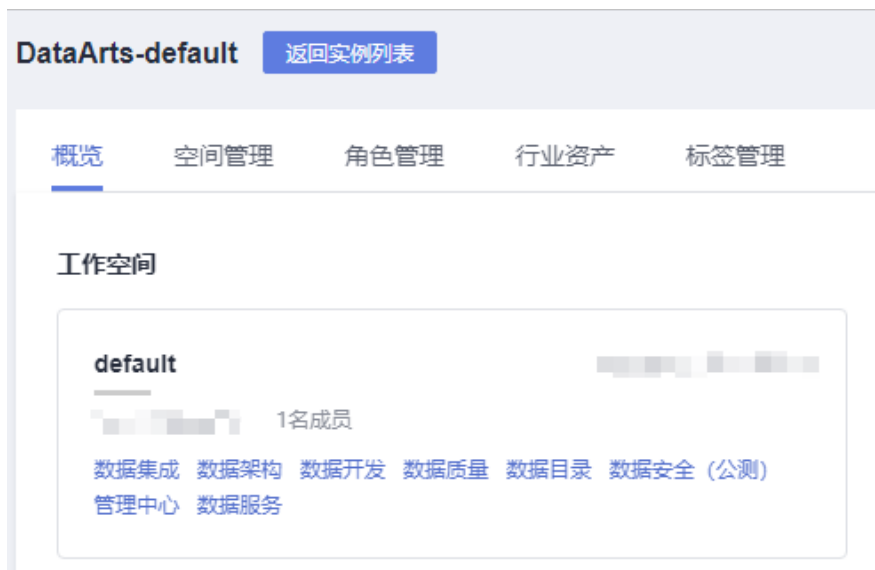 DataArts-default 返回实例列表
概览 空间管理 角色管理 行业资产 标签管理
工作空间
default
1名成员
数据集成 数据架构 数据开发 数据质量 数据目录 数据安全（公测）
管理中心 数据服务